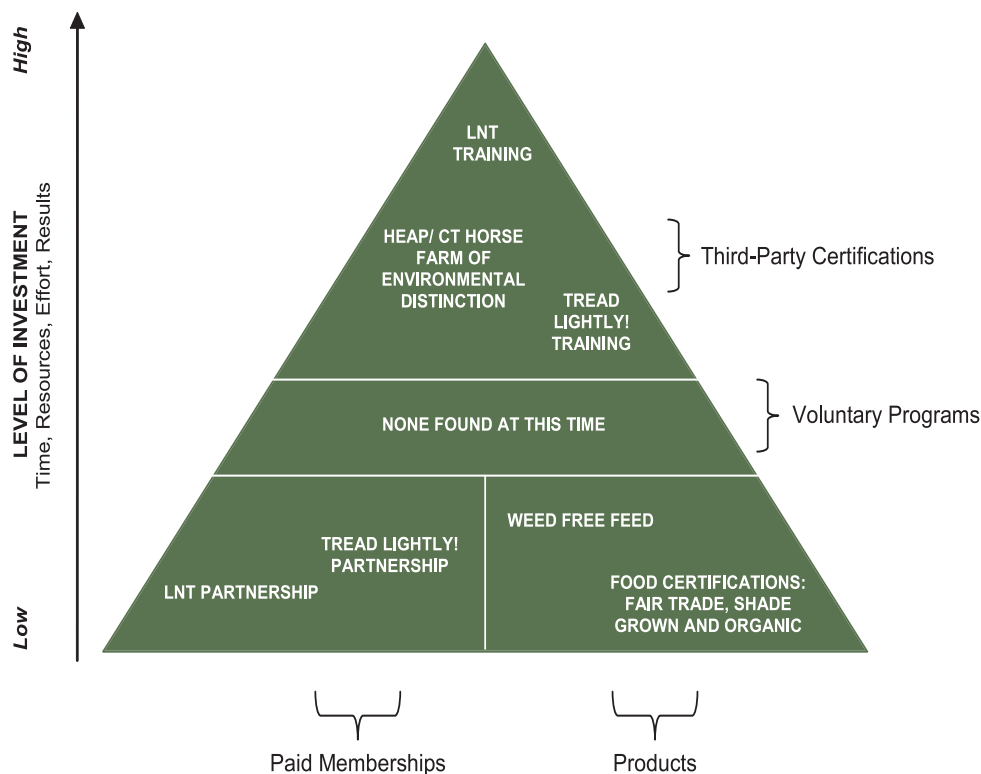 High
LEVEL OF INVESTMENT
Time, Resources, Effort, Results
Low
LNT
TRAINING
HEAP/ CT HORSE
FARM OF
ENVIRONMENTAL
DISTINCTION
TREAD
LIGHTLY!
TRAINING
Third-Party Certifications
NONE FOUND AT THIS TIME
Voluntary Programs
TREAD LIGHTLY!
PARTNERSHIP
LNT PARTNERSHIP
WEED FREE FEED
FOOD CERTIFICATIONS:
FAIR TRADE, SHADE
GROWN AND ORGANIC
Paid Memberships
Products